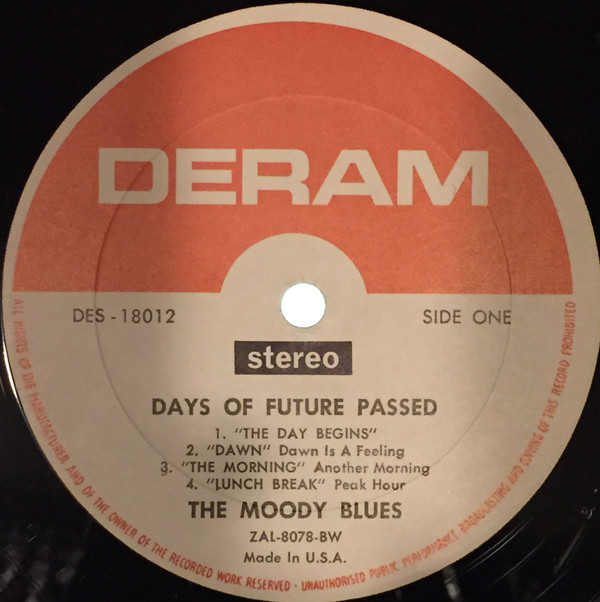 DERAM
DES-18012
SIDE ONE
stereo
DAYS OF FUTURE PASSED
1. "THE DAY BEGINS"
2. "DAWN" Dawn Is A Feeling
3. "THE MORNING" Another Morning
4. "LUNCH BREAK" Peak Hour
THE MOODY BLUES
ZAL-8078-BW
Made In U.S.A.
ALL RIGHTS OF THE MANUFACTURER AND OF THE OWNER OF THE RECORDED WORK RESERVED · UNAUTHORISED PUBLIC PERFORMANCE BROADCASTING AND COPYING OF THIS RECORD PROHIBITED